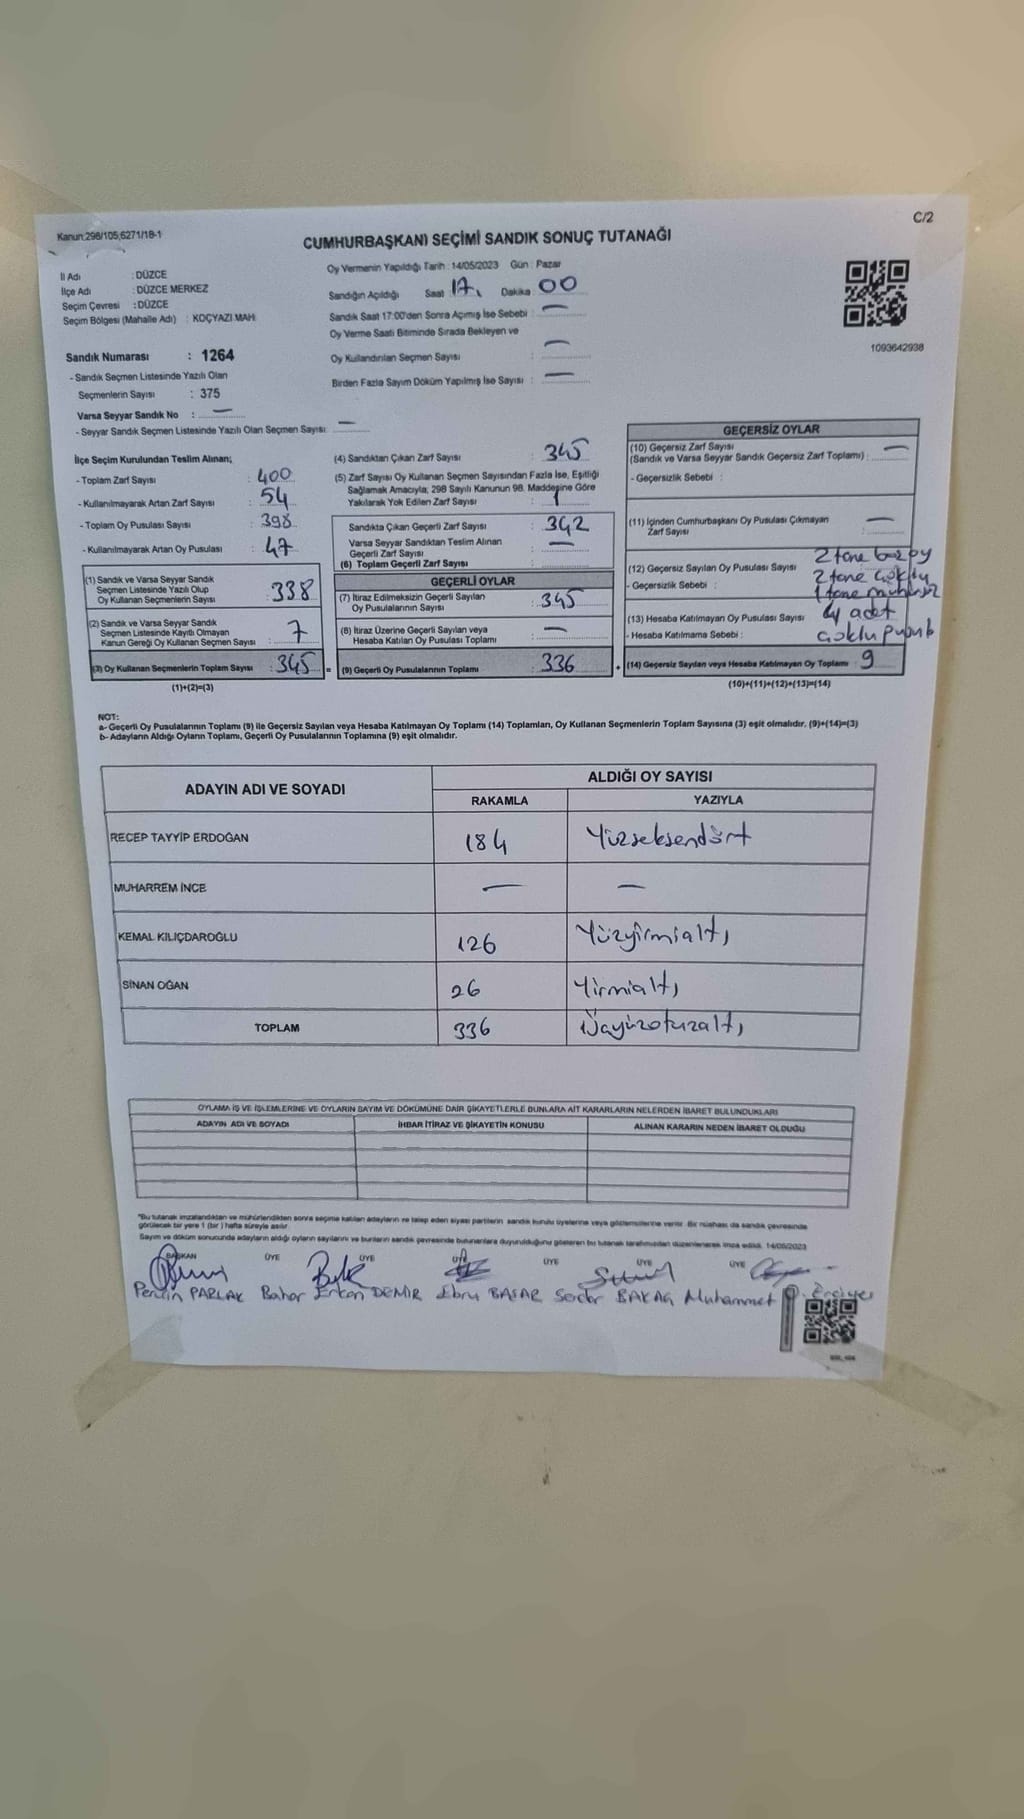 Kanun:298/105,6271/18-1
C/2
CUMHURBAŞKANI SEÇİMİ SANDIK SONUÇ TUTANAĞI
İl Adı : DÜZCE
İlçe Adı : DÜZCE MERKEZ
Seçim Çevresi : DÜZCE
Seçim Bölgesi (Mahalle Adı) : KOÇYAZI MAH.
Oy Vermenin Yapıldığı Tarih : 14/05/2023 Gün : Pazar
Sandığın Açıldığı Saat 17 Dakika : 00
Sandık Saat 17:00'den Sonra Açımış İse Sebebi : —
Oy Verme Saati Bitiminde Sırada Bekleyen ve
Oy Kullandırılan Seçmen Sayısı : —
Birden Fazla Sayım Döküm Yapılmış İse Sayısı : —
1093642938
Sandık Numarası : 1264
- Sandık Seçmen Listesinde Yazılı Olan
Seçmenlerin Sayısı : 375
Varsa Seyyar Sandık No : —
- Seyyar Sandık Seçmen Listesinde Yazılı Olan Seçmen Sayısı: —
İlçe Seçim Kurulundan Teslim Alınan;
- Toplam Zarf Sayısı : 400
- Kullanılmayarak Artan Zarf Sayısı : 54
- Toplam Oy Pusulası Sayısı : 398
- Kullanılmayarak Artan Oy Pusulası : 47
(1) Sandık ve Varsa Seyyar Sandık
Seçmen Listesinde Yazılı Olup
Oy Kullanan Seçmenlerin Sayısı : 338
(2) Sandık ve Varsa Seyyar Sandık
Seçmen Listesinde Kayıtlı Olmayan
Kanun Gereği Oy Kullanan Seçmen Sayısı : 7
(3) Oy Kullanan Seçmenlerin Toplam Sayısı : 345 =
(1)+(2)=(3)
(4) Sandıktan Çıkan Zarf Sayısı : 345
(5) Zarf Sayısı Oy Kullanan Seçmen Sayısından Fazla İse, Eşitliği
Sağlamak Amacıyla; 298 Sayılı Kanunun 98. Maddesine Göre
Yakılarak Yok Edilen Zarf Sayısı : 1
Sandıkta Çıkan Geçerli Zarf Sayısı : 342
Varsa Seyyar Sandıktan Teslim Alınan
Geçerli Zarf Sayısı : —
(6) Toplam Geçerli Zarf Sayısı :
GEÇERLİ OYLAR
(7) İtiraz Edilmeksizin Geçerli Sayılan
Oy Pusulalarının Sayısı : 345
(8) İtiraz Üzerine Geçerli Sayılan veya
Hesaba Katılan Oy Pusulası Toplamı : —
(9) Geçerli Oy Pusulalarının Toplamı 336 +
GEÇERSİZ OYLAR
(10) Geçersiz Zarf Sayısı
(Sandık ve Varsa Seyyar Sandık Geçersiz Zarf Toplamı) : —
- Geçersizlik Sebebi :
(11) İçinden Cumhurbaşkanı Oy Pusulası Çıkmayan
Zarf Sayısı : —
(12) Geçersiz Sayılan Oy Pusulası Sayısı 2 tane boş oy
- Geçersizlik Sebebi : 2 tane çoklu
1 tane mühürsüz
(13) Hesaba Katılmayan Oy Pusulası Sayısı 4 adet
- Hesaba Katılmama Sebebi : çoklu
(14) Geçersiz Sayılan veya Hesaba Katılmayan Oy Toplamı : 9
(10)+(11)+(12)+(13)=(14)
NOT:
a- Geçerli Oy Pusulalarının Toplamı (9) ile Geçersiz Sayılan veya Hesaba Katılmayan Oy Toplamı (14) Toplamları, Oy Kullanan Seçmenlerin Toplam Sayısına (3) eşit olmalıdır. (9)+(14)=(3)
b- Adayların Aldığı Oyların Toplamı, Geçerli Oy Pusulalarının Toplamına (9) eşit olmalıdır.
ADAYIN ADI VE SOYADI ALDIĞI OY SAYISI
RAKAMLA YAZIYLA
RECEP TAYYİP ERDOĞAN 184 Yüzseksendört
MUHARREM İNCE — —
KEMAL KILIÇDAROĞLU 126 Yüzyirmialtı
SİNAN OĞAN 26 Yirmialtı
TOPLAM 336 Üçyüzotuzaltı
OYLAMA İŞ VE İŞLEMLERİNE VE OYLARIN SAYIM VE DÖKÜMÜNE DAİR ŞİKAYETLERLE BUNLARA AİT KARARLARIN NELERDEN İBARET BULUNDUKLARI
ADAYIN ADI VE SOYADI İHBAR İTİRAZ VE ŞİKAYETİN KONUSU ALINAN KARARIN NEDEN İBARET OLDUĞU
*Bu tutanak imzalandıktan ve mühürlendikten sonra seçime katılan adayların ve talep eden siyasi partilerin sandık kurulu üyelerine veya gözlemcilerine verilir. Bir nüshası da sandık çevresinde
görülecek bir yere 1 (bir) hafta süreyle asılır.
Sayım ve döküm sonucunda adayların aldığı oyların sayılarını ve bunların sandık çevresinde bulunanlara duyurulduğunu gösteren bu tutanak tarafımızdan düzenlenerek imza edildi. 14/05/2023
BAŞKAN ÜYE ÜYE ÜYE ÜYE ÜYE ÜYE
PARLAK Bahar Erkan DEMİR Ebru BAŞAR Serdar Muhammet Erciyes